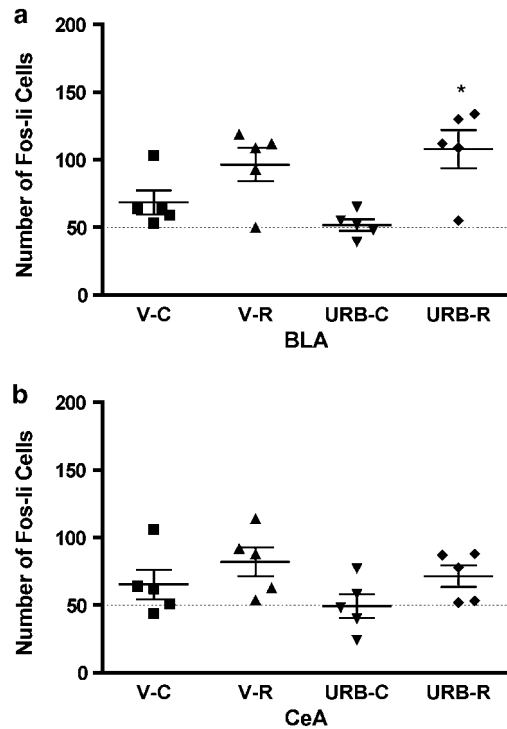 a
Number of Fos-li Cells
200
150
100
50
0
*
V-C V-R URB-C URB-R
BLA
b
Number of Fos-li Cells
200
150
100
50
0
V-C V-R URB-C URB-R
CeA